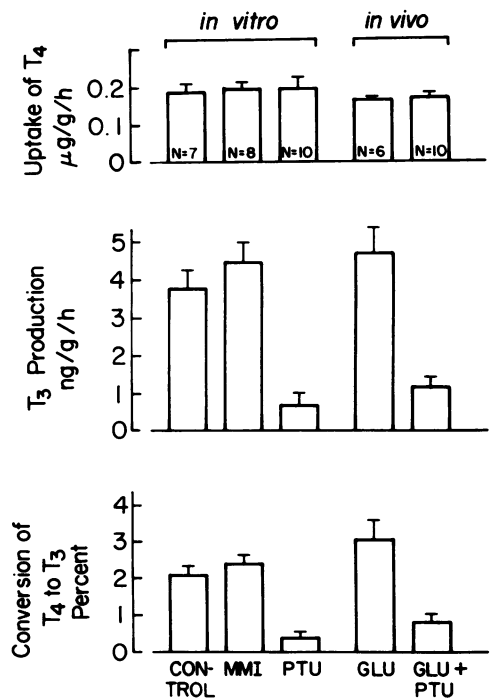 in vitro
in vivo
Uptake of T4
μg/g/h
0.2
0.1
0
N=7
N=8
N=10
N=6
N=10
T3 Production
ng/g/h
5
4
3
2
1
0
Conversion of
T4 to T3
Percent
4
3
2
1
0
CON-
TROL
MMI
PTU
GLU
GLU +
PTU